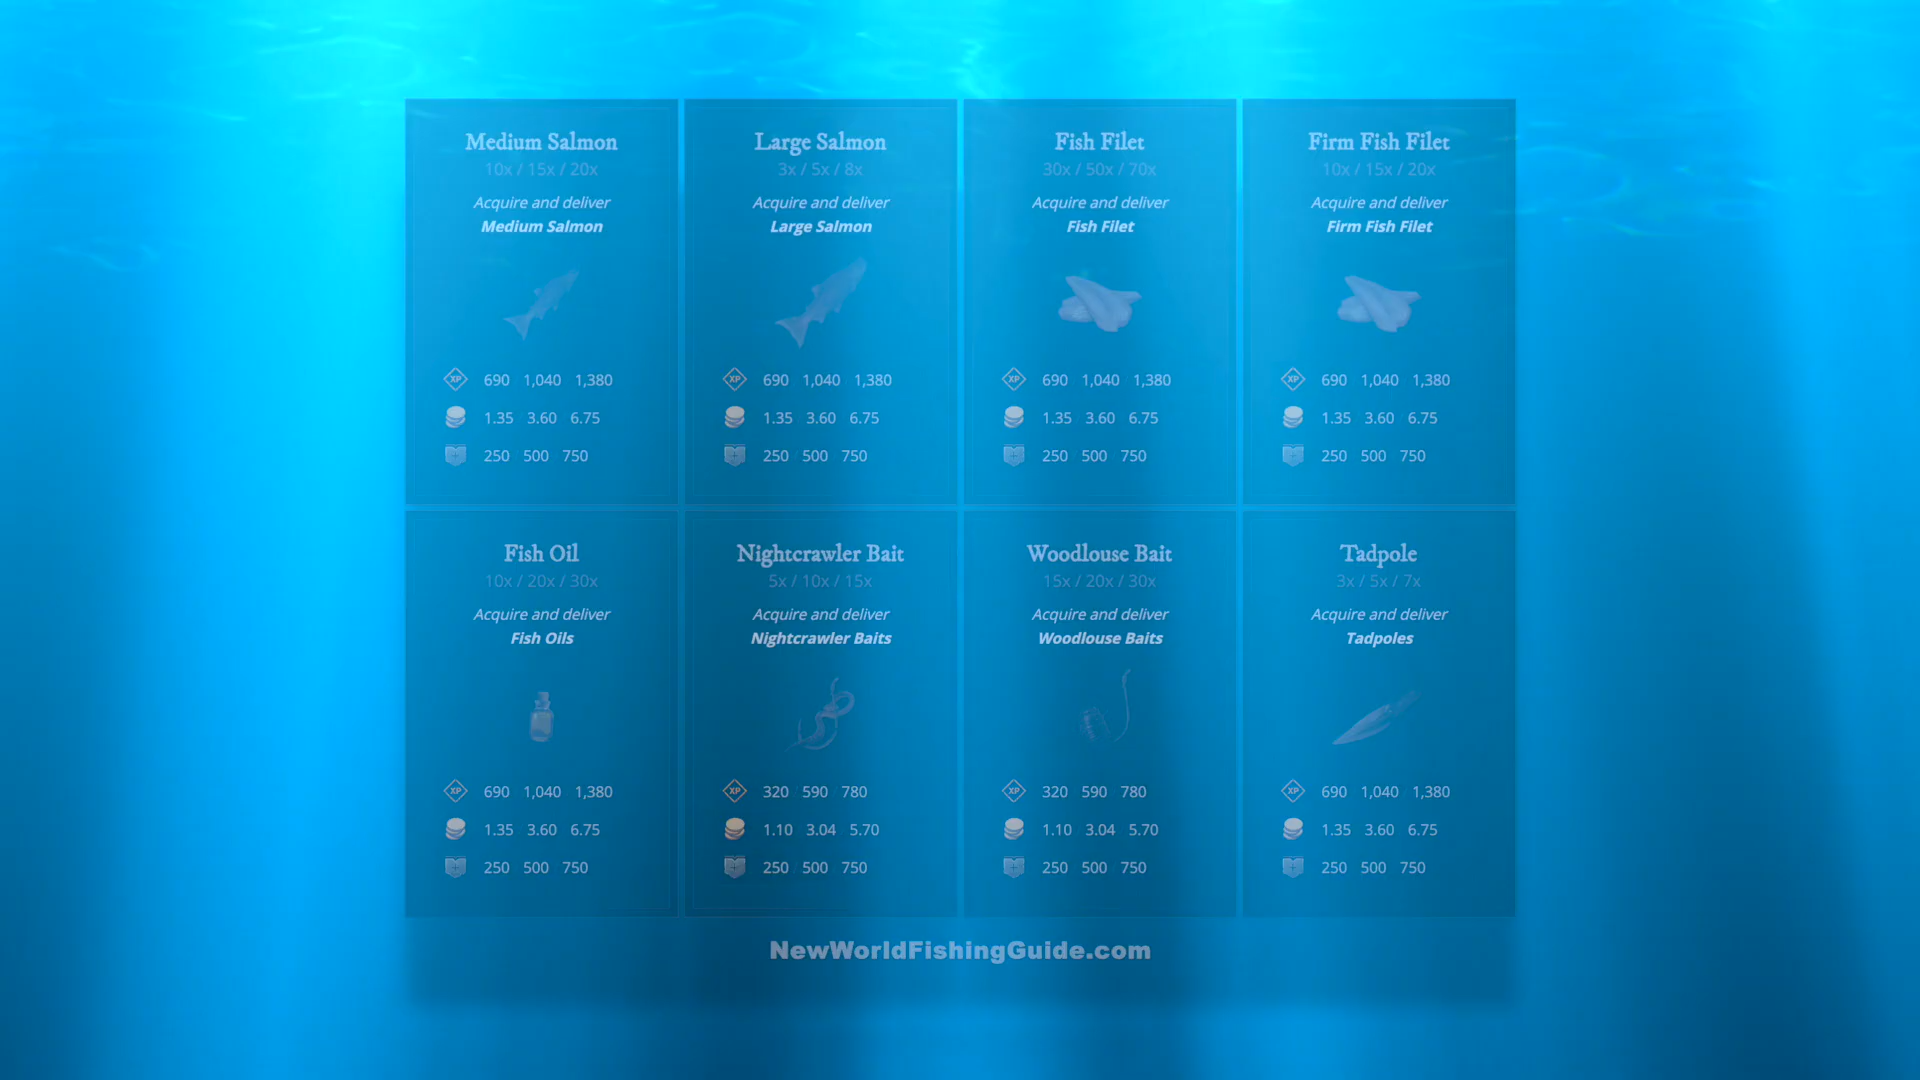 Medium Salmon
10x / 15x / 20x
Acquire and deliver
Medium Salmon
XP 690 1,040 1,380
1.35 3.60 6.75
250 500 750
Large Salmon
3x / 5x / 8x
Acquire and deliver
Large Salmon
XP 690 1,040 1,380
1.35 3.60 6.75
250 500 750
Fish Filet
30x / 50x / 70x
Acquire and deliver
Fish Filet
XP 690 1,040 1,380
1.35 3.60 6.75
250 500 750
Firm Fish Filet
10x / 15x / 20x
Acquire and deliver
Firm Fish Filet
XP 690 1,040 1,380
1.35 3.60 6.75
250 500 750
Fish Oil
10x / 20x / 30x
Acquire and deliver
Fish Oils
XP 690 1,040 1,380
1.35 3.60 6.75
250 500 750
Nightcrawler Bait
5x / 10x / 15x
Acquire and deliver
Nightcrawler Baits
XP 320 590 780
1.10 3.04 5.70
250 500 750
Woodlouse Bait
15x / 20x / 30x
Acquire and deliver
Woodlouse Baits
XP 320 590 780
1.10 3.04 5.70
250 500 750
Tadpole
3x / 5x / 7x
Acquire and deliver
Tadpoles
XP 690 1,040 1,380
1.35 3.60 6.75
250 500 750
NewWorldFishingGuide.com